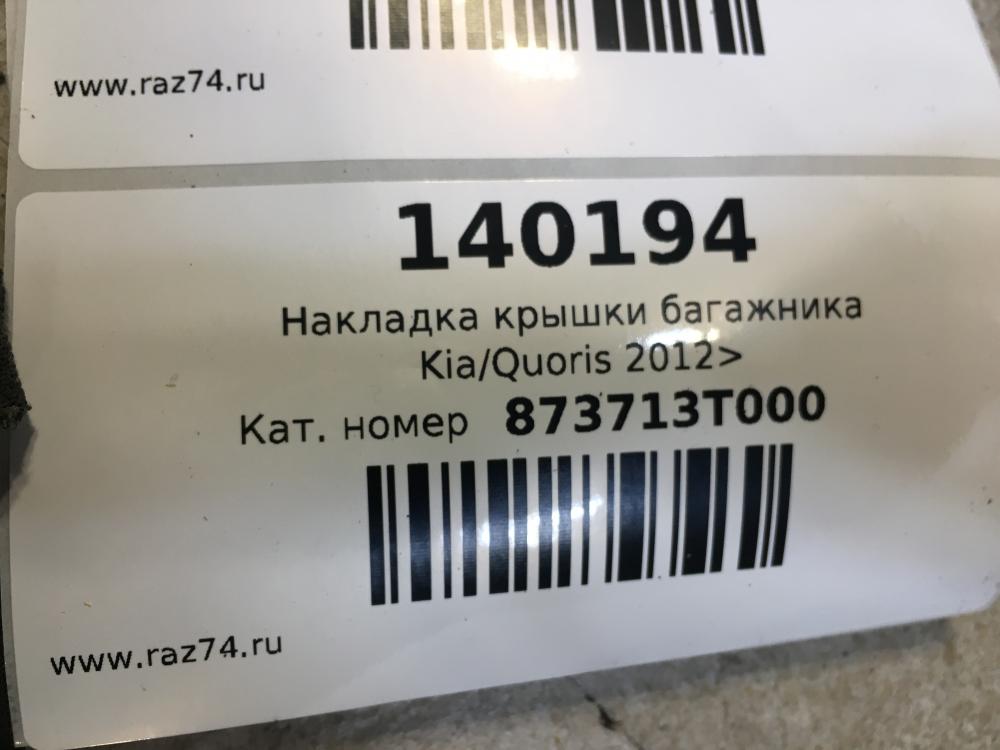 www.raz74.ru
140194
Накладка крышки багажника
Kia/Quoris 2012>
Кат. номер 873713T000
www.raz74.ru